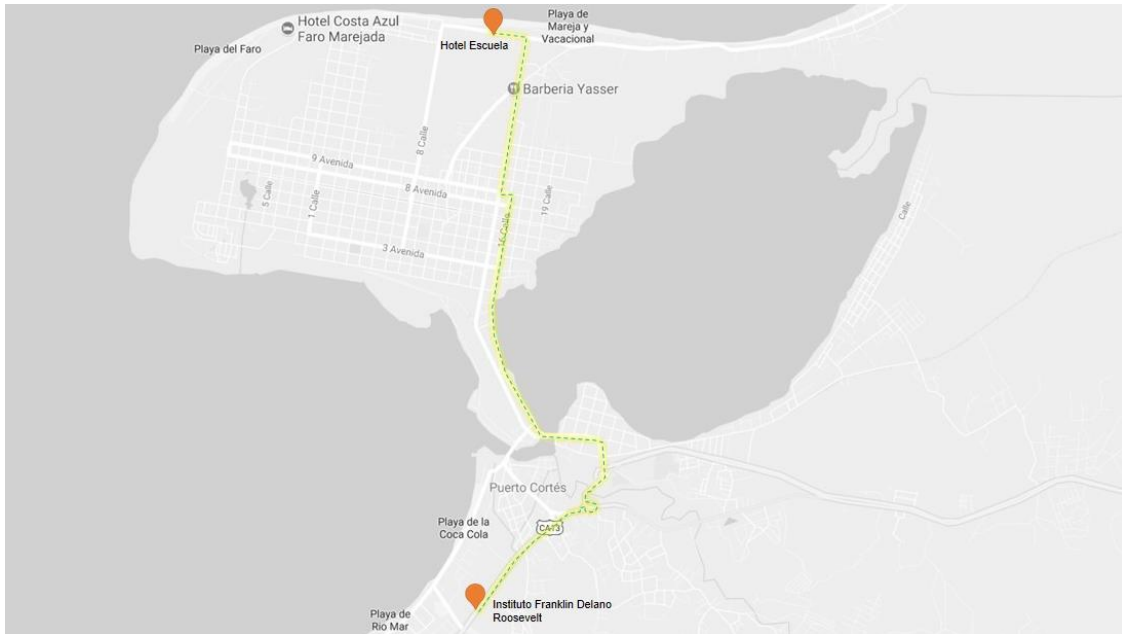 Hotel Costa Azul
Faro Marejada
Playa del Faro
Hotel Escuela
Playa de
Mareja y
Vacacional
Barberia Yasser
9 Avenida
8 Calle
8 Avenida
5 Calle
1 Calle
3 Avenida
16 Calle
19 Calle
Calle
Puerto Cortés
CA-13
Playa de la
Coca Cola
Instituto Franklin Delano
Roosevelt
Playa de
Rio Mar